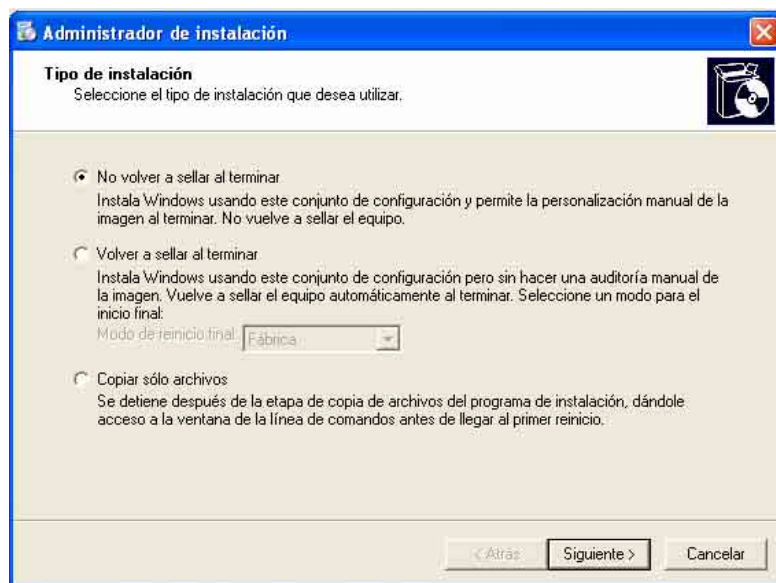 Administrador de instalación
Tipo de instalación
Seleccione el tipo de instalación que desea utilizar.
No volver a sellar al terminar
Instala Windows usando este conjunto de configuración y permite la personalización manual de la
imagen al terminar. No vuelve a sellar el equipo.
Volver a sellar al terminar
Instala Windows usando este conjunto de configuración pero sin hacer una auditoría manual de
la imagen. Vuelve a sellar el equipo automáticamente al terminar. Seleccione un modo para el
inicio final:
Modo de reinicio final: Fábrica
Copiar sólo archivos
Se detiene después de la etapa de copia de archivos del programa de instalación, dándole
acceso a la ventana de la línea de comandos antes de llegar al primer reinicio.
< Atrás Siguiente > Cancelar